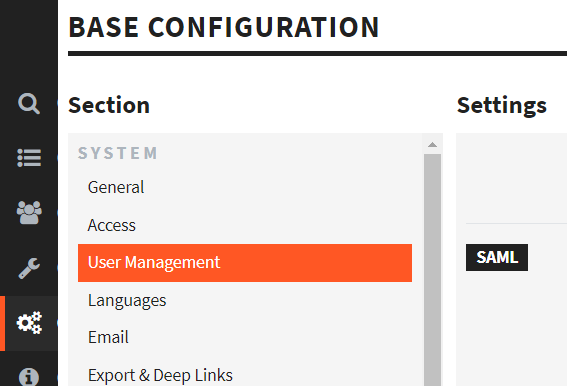 BASE CONFIGURATION
Section
Settings
SYSTEM
General
Access
User Management
SAML
Languages
Email
Export & Deep Links